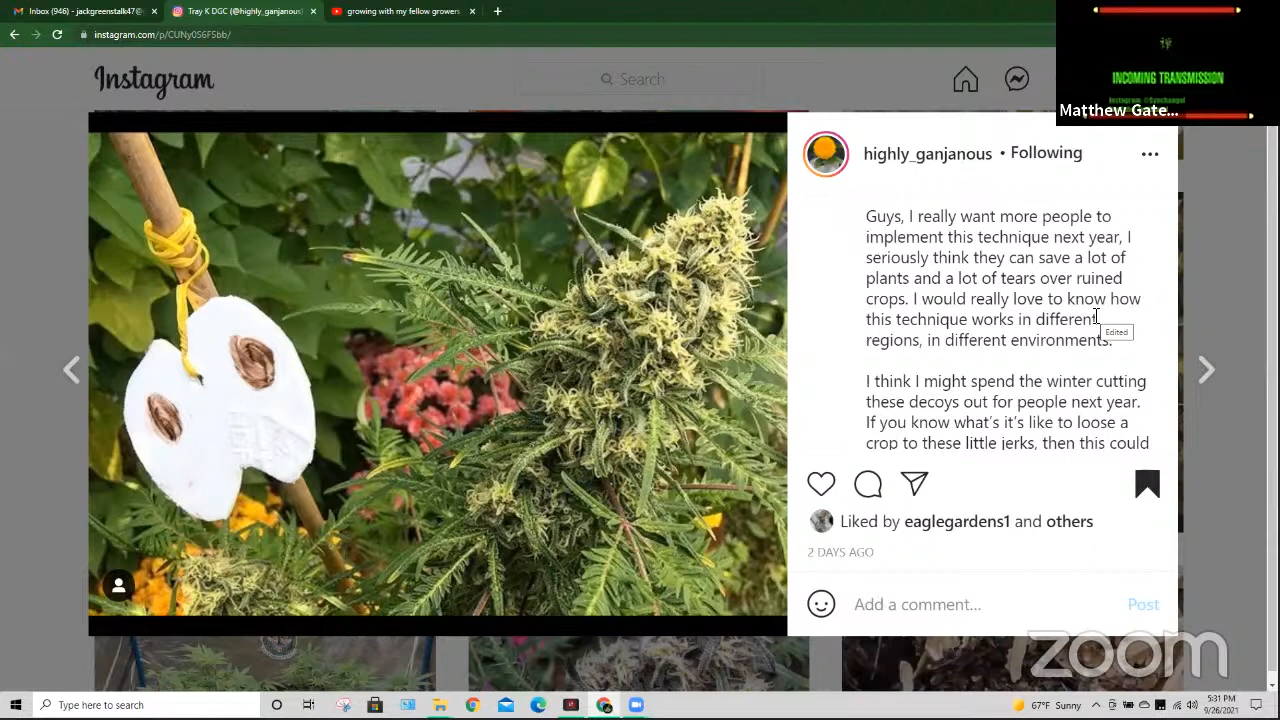 Inbox (946) - jackgreenstalk47@
Tray K DGC (@highly_ganjanous)
growing with my fellow growers
instagram.com/p/CUNy0S6F5bb/
Instagram
Search
INCOMING TRANSMISSION
Matthew Gate...
highly_ganjanous • Following
Guys, I really want more people to
implement this technique next year, I
seriously think they can save a lot of
plants and a lot of tears over ruined
crops. I would really love to know how
this technique works in different
regions, in different environments.
Edited
I think I might spend the winter cutting
these decoys out for people next year.
If you know what's it's like to loose a
crop to these little jerks, then this could
Liked by eaglegardens1 and others
2 DAYS AGO
Add a comment...
Post
zoom
Type here to search
67°F Sunny
5:31 PM
9/26/2021